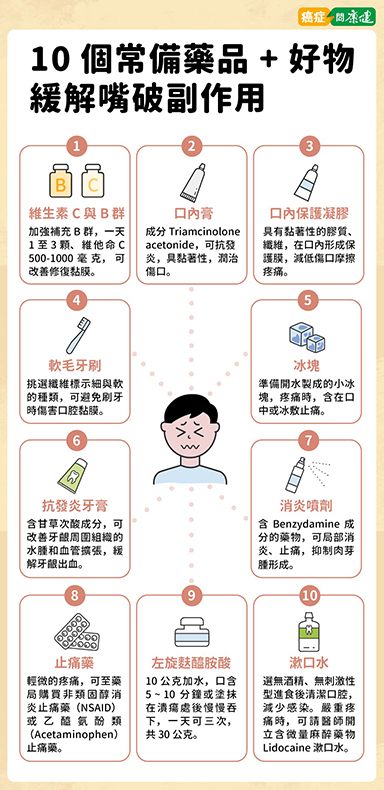 癌症問康健
10 個常備藥品 + 好物
緩解嘴破副作用
1
B C
維生素 C 與 B 群
加強補充 B 群，一天
1 至 3 顆、維他命 C
500-1000 毫克，可
改善修復黏膜。
2
口內膏
成分 Triamcinolone
acetonide，可抗發
炎，具黏著性，潤治
傷口。
3
口內保護凝膠
具有黏著性的膠質、
纖維，在口內形成保
護膜，減低傷口摩擦
疼痛。
4
軟毛牙刷
挑選纖維標示細與軟
的種類，可避免刷牙
時傷害口腔黏膜。
5
冰塊
準備開水製成的小冰
塊，疼痛時，含在口
中或冰敷止痛。
6
抗發炎牙膏
含甘草次酸成分，可
改善牙齦周圍組織的
水腫和血管擴張，緩
解牙齦出血。
7
消炎噴劑
含 Benzydamine 成
分的藥物，可局部消
炎、止痛，抑制肉芽
腫形成。
8
止痛藥
輕微的疼痛，可至藥
局購買非類固醇消
炎止痛藥（NSAID）
或乙醯氨酚類
（Acetaminophen）
止痛藥。
9
左旋麩醯胺酸
10 公克加水，口含
5 ~ 10 分鐘或塗抹
在潰瘍處後慢慢吞
下，一天可三次，
共 30 公克。
10
漱口水
選無酒精、無刺激性
型進食後清潔口腔，
減少感染。嚴重疼
痛時，可請醫師開
立含微量麻醉藥物
Lidocaine 漱口水。